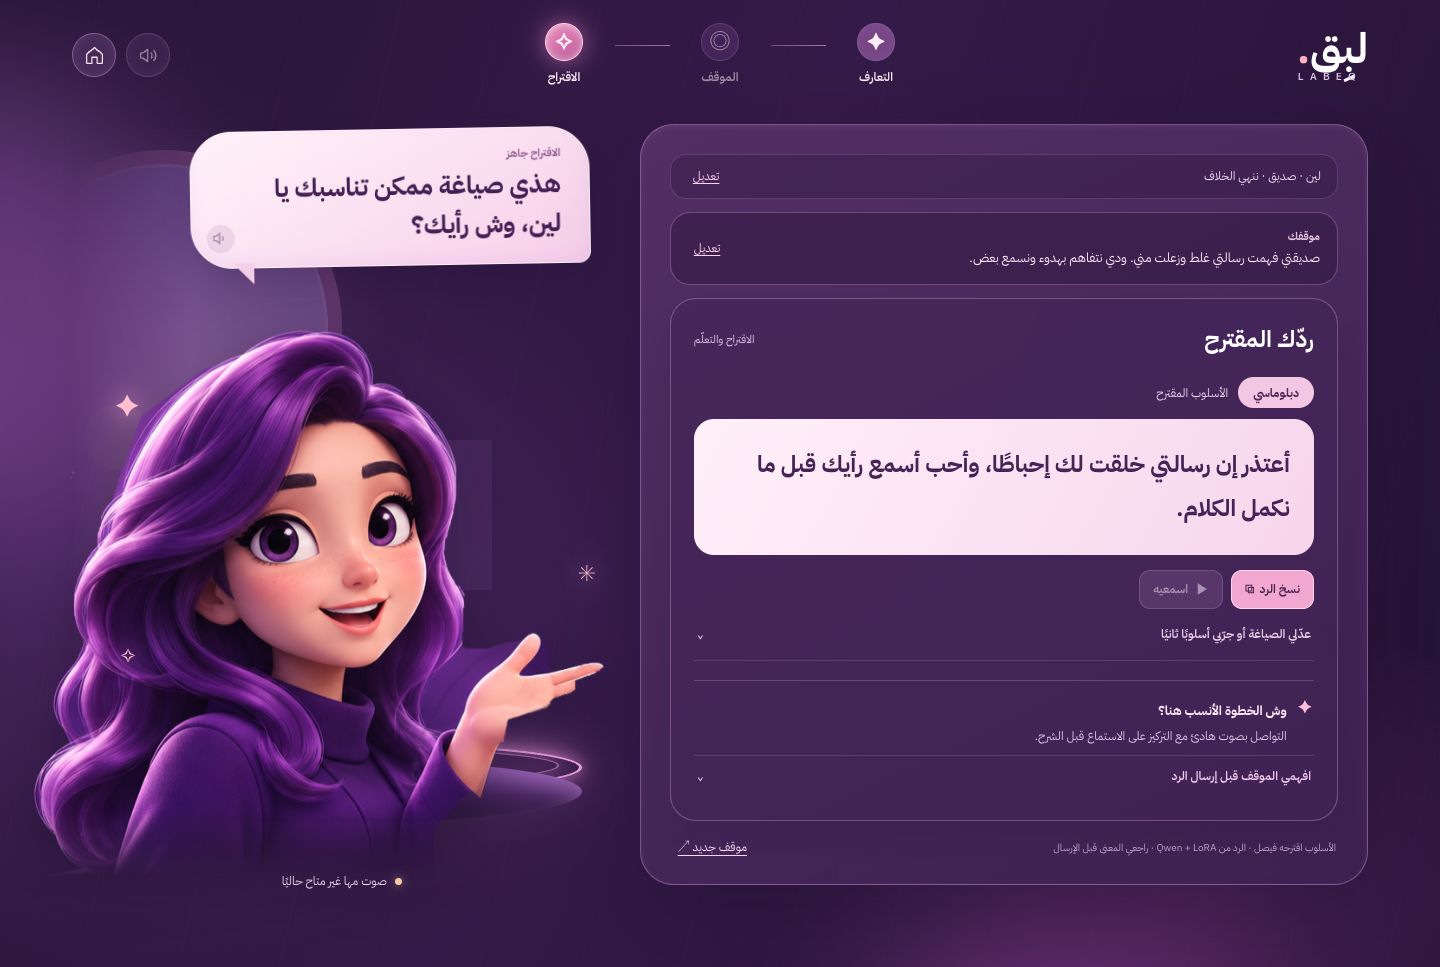 لبق.
LABEQ
التعارف
الموقف
الاقتراح
الاقتراح جاهز
هذي صياغة ممكن تناسبك يا
لين، وش رأيك؟
لين · صديق · ننهي الخلاف
تعديل
موقفك
صديقتي فهمت رسالتي غلط وزعلت مني. ودي نتفاهم بهدوء ونسمع بعض.
تعديل
ردّك المقترح
الاقتراح والتعلّم
دبلوماسي
الأسلوب المقترح
أعتذر إن رسالتي خلقت لك إحباطًا، وأحب أسمع رأيك قبل ما
نكمل الكلام.
نسخ الرد
اسمعيه
عدّلي الصياغة أو جرّبي أسلوبًا ثانيًا
وش الخطوة الأنسب هنا؟
التواصل بصوت هادئ مع التركيز على الاستماع قبل الشرح.
افهمي الموقف قبل إرسال الرد
الأسلوب اقترحه فيصل · الرد من Qwen + LoRA · راجعي المعنى قبل الإرسال
موقف جديد ↗
صوت مها غير متاح حاليًا